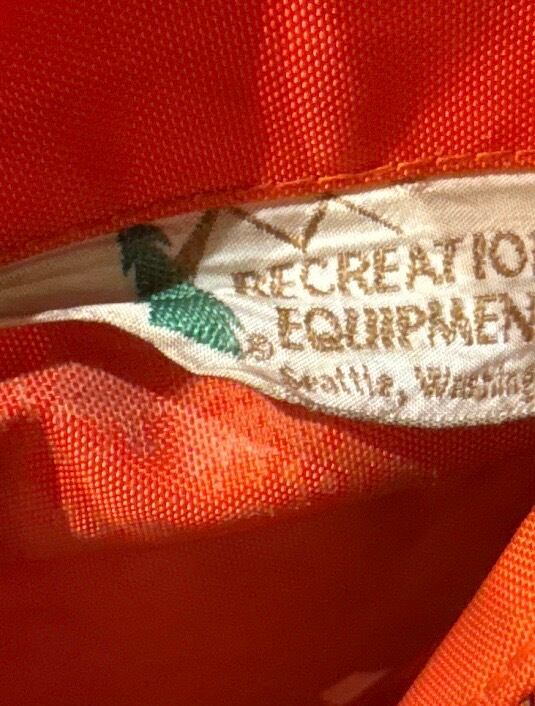 RECREATIO
® EQUIPMEN
Seattle, Washing